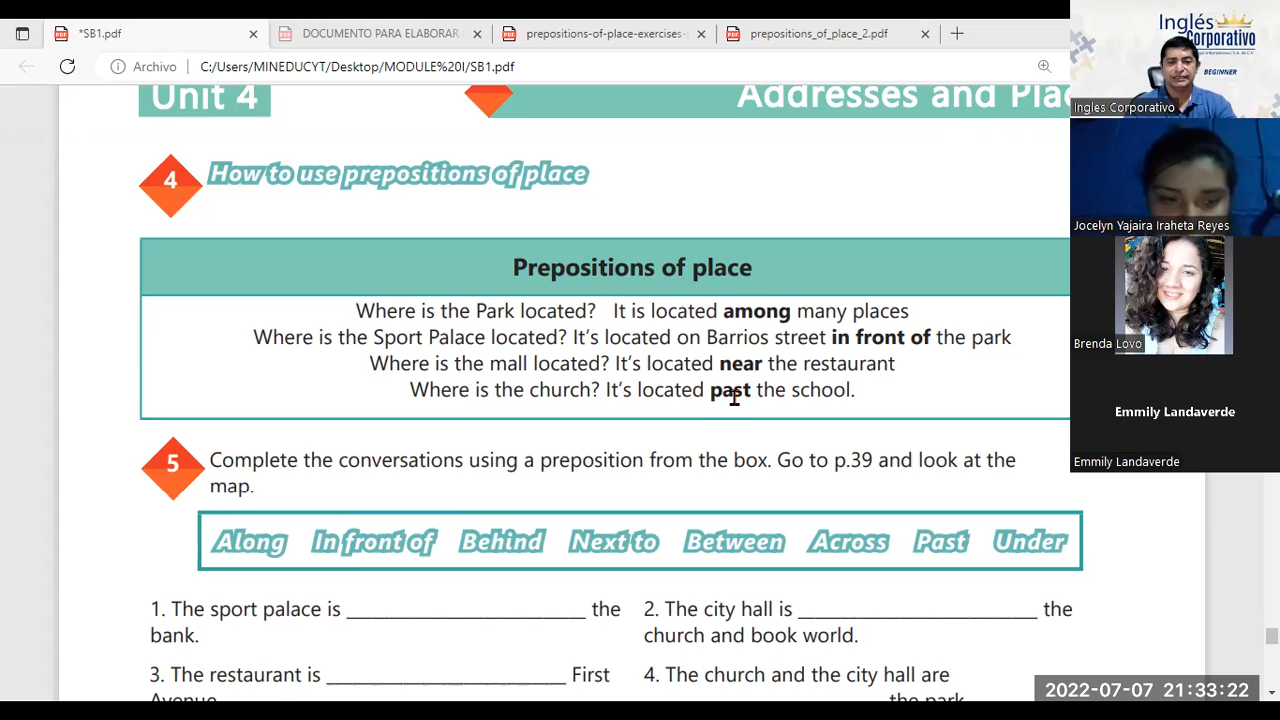 *SB1.pdf
DOCUMENTO PARA ELABORAR
prepositions-of-place-exercises-
prepositions_of_place_2.pdf
Archivo
C:/Users/MINEDUCYT/Desktop/MODULE%20I/SB1.pdf
Inglés
Corporativo
BEGINNER
Ingles Corporativo
Unit 4
Addresses and Pla
4
How to use prepositions of place
Jocelyn Yajaira Iraheta Reyes
Prepositions of place
Where is the Park located? It is located among many places
Where is the Sport Palace located? It's located on Barrios street in front of the park
Where is the mall located? It's located near the restaurant
Where is the church? It's located past the school.
Brenda Lovo
Emmily Landaverde
Emmily Landaverde
5
Complete the conversations using a preposition from the box. Go to p.39 and look at the
map.
Along In front of Behind Next to Between Across Past Under
1. The sport palace is ______________________ the
bank.
2. The city hall is ______________________ the
church and book world.
3. The restaurant is ______________________ First
Avenue
4. The church and the city hall are
______________________ the park
2022-07-07 21:33:22